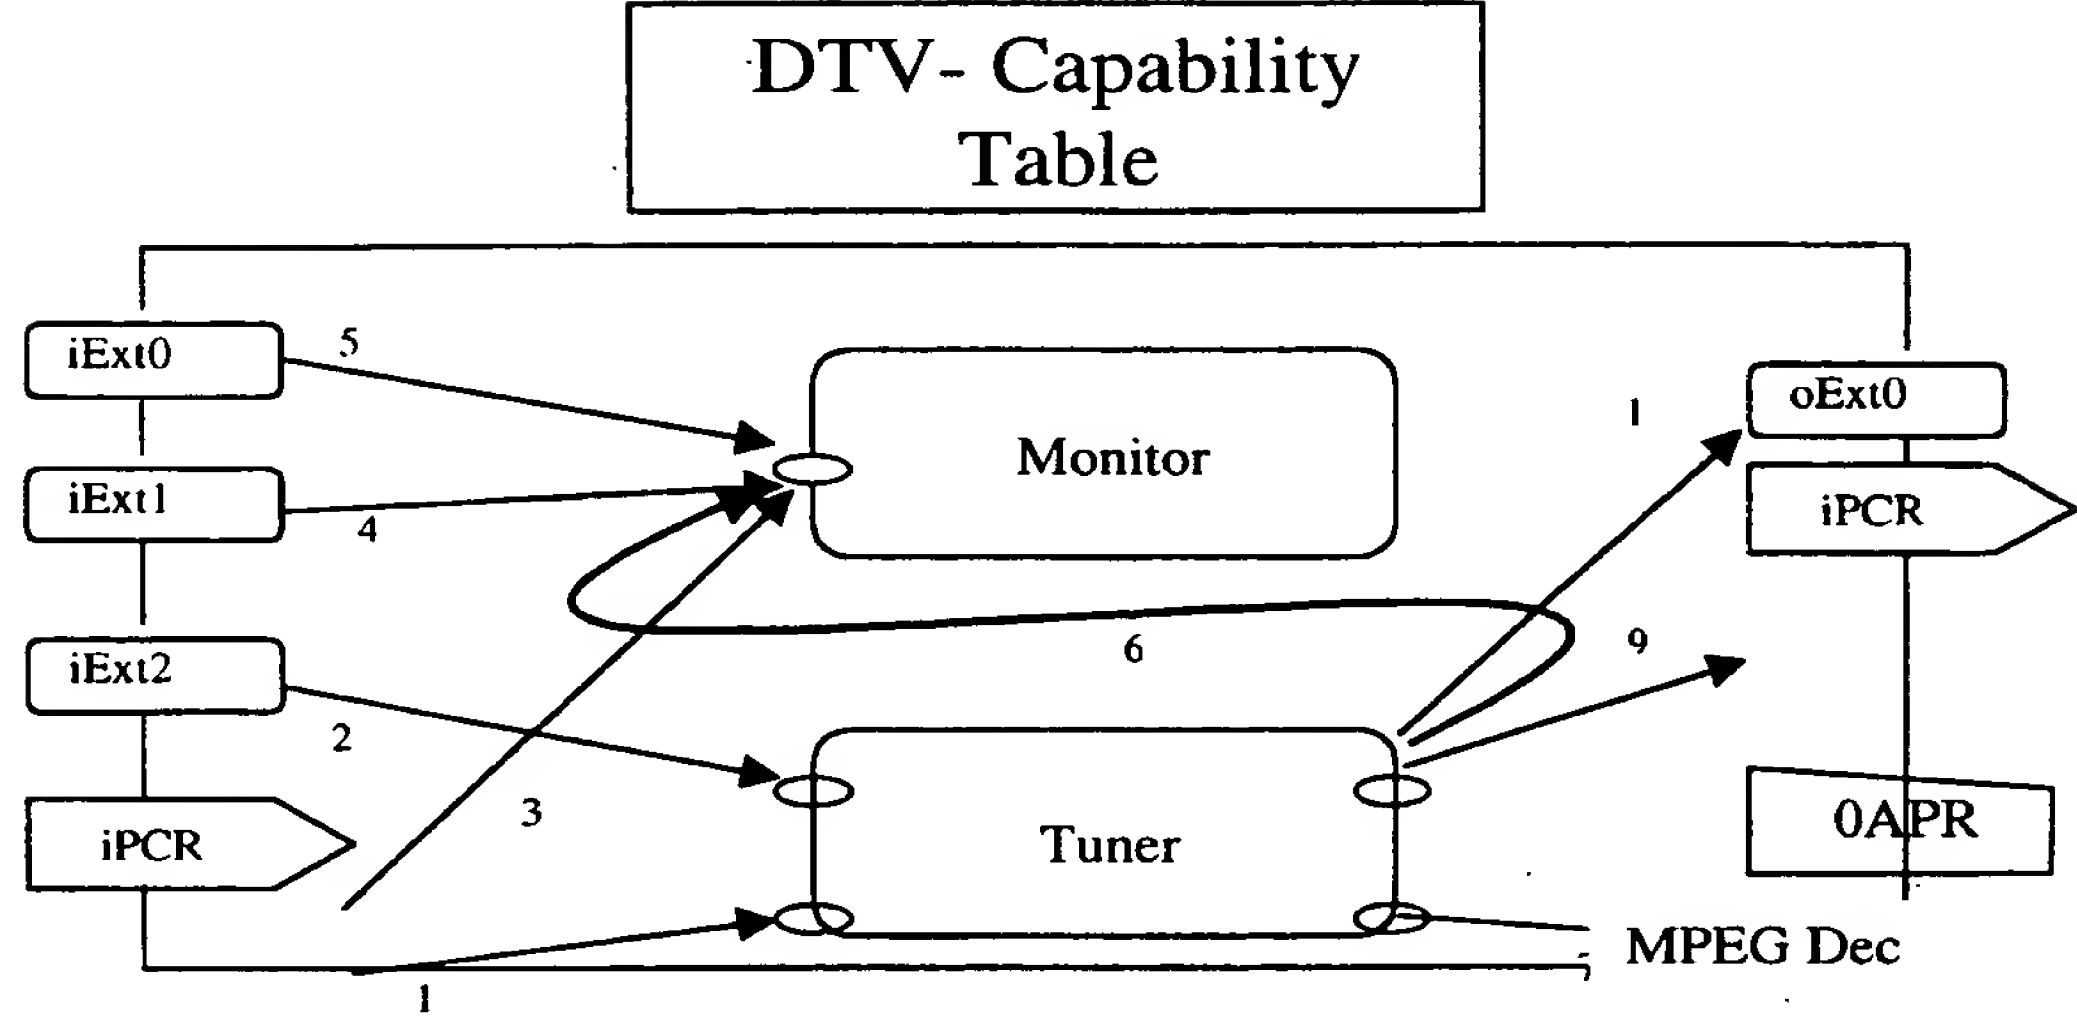 DTV- Capability
Table
iExt0
5
Monitor
1
oExt0
iExt1
4
iPCR
6
9
iExt2
2
3
iPCR
Tuner
0APR
MPEG Dec
1